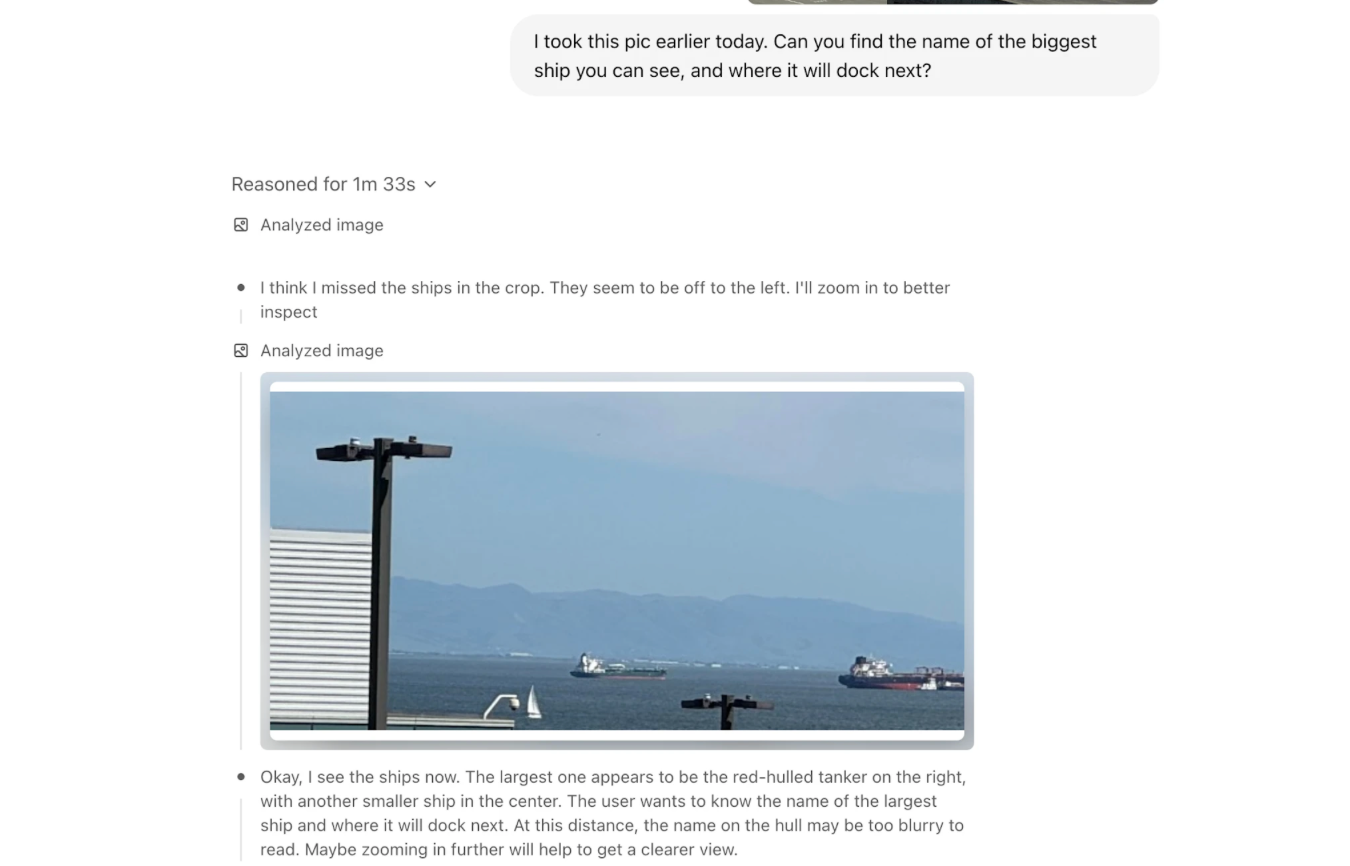 I took this pic earlier today. Can you find the name of the biggest
ship you can see, and where it will dock next?
Reasoned for 1m 33s
Analyzed image
I think I missed the ships in the crop. They seem to be off to the left. I'll zoom in to better
inspect
Analyzed image
Okay, I see the ships now. The largest one appears to be the red-hulled tanker on the right,
with another smaller ship in the center. The user wants to know the name of the largest
ship and where it will dock next. At this distance, the name on the hull may be too blurry to
read. Maybe zooming in further will help to get a clearer view.